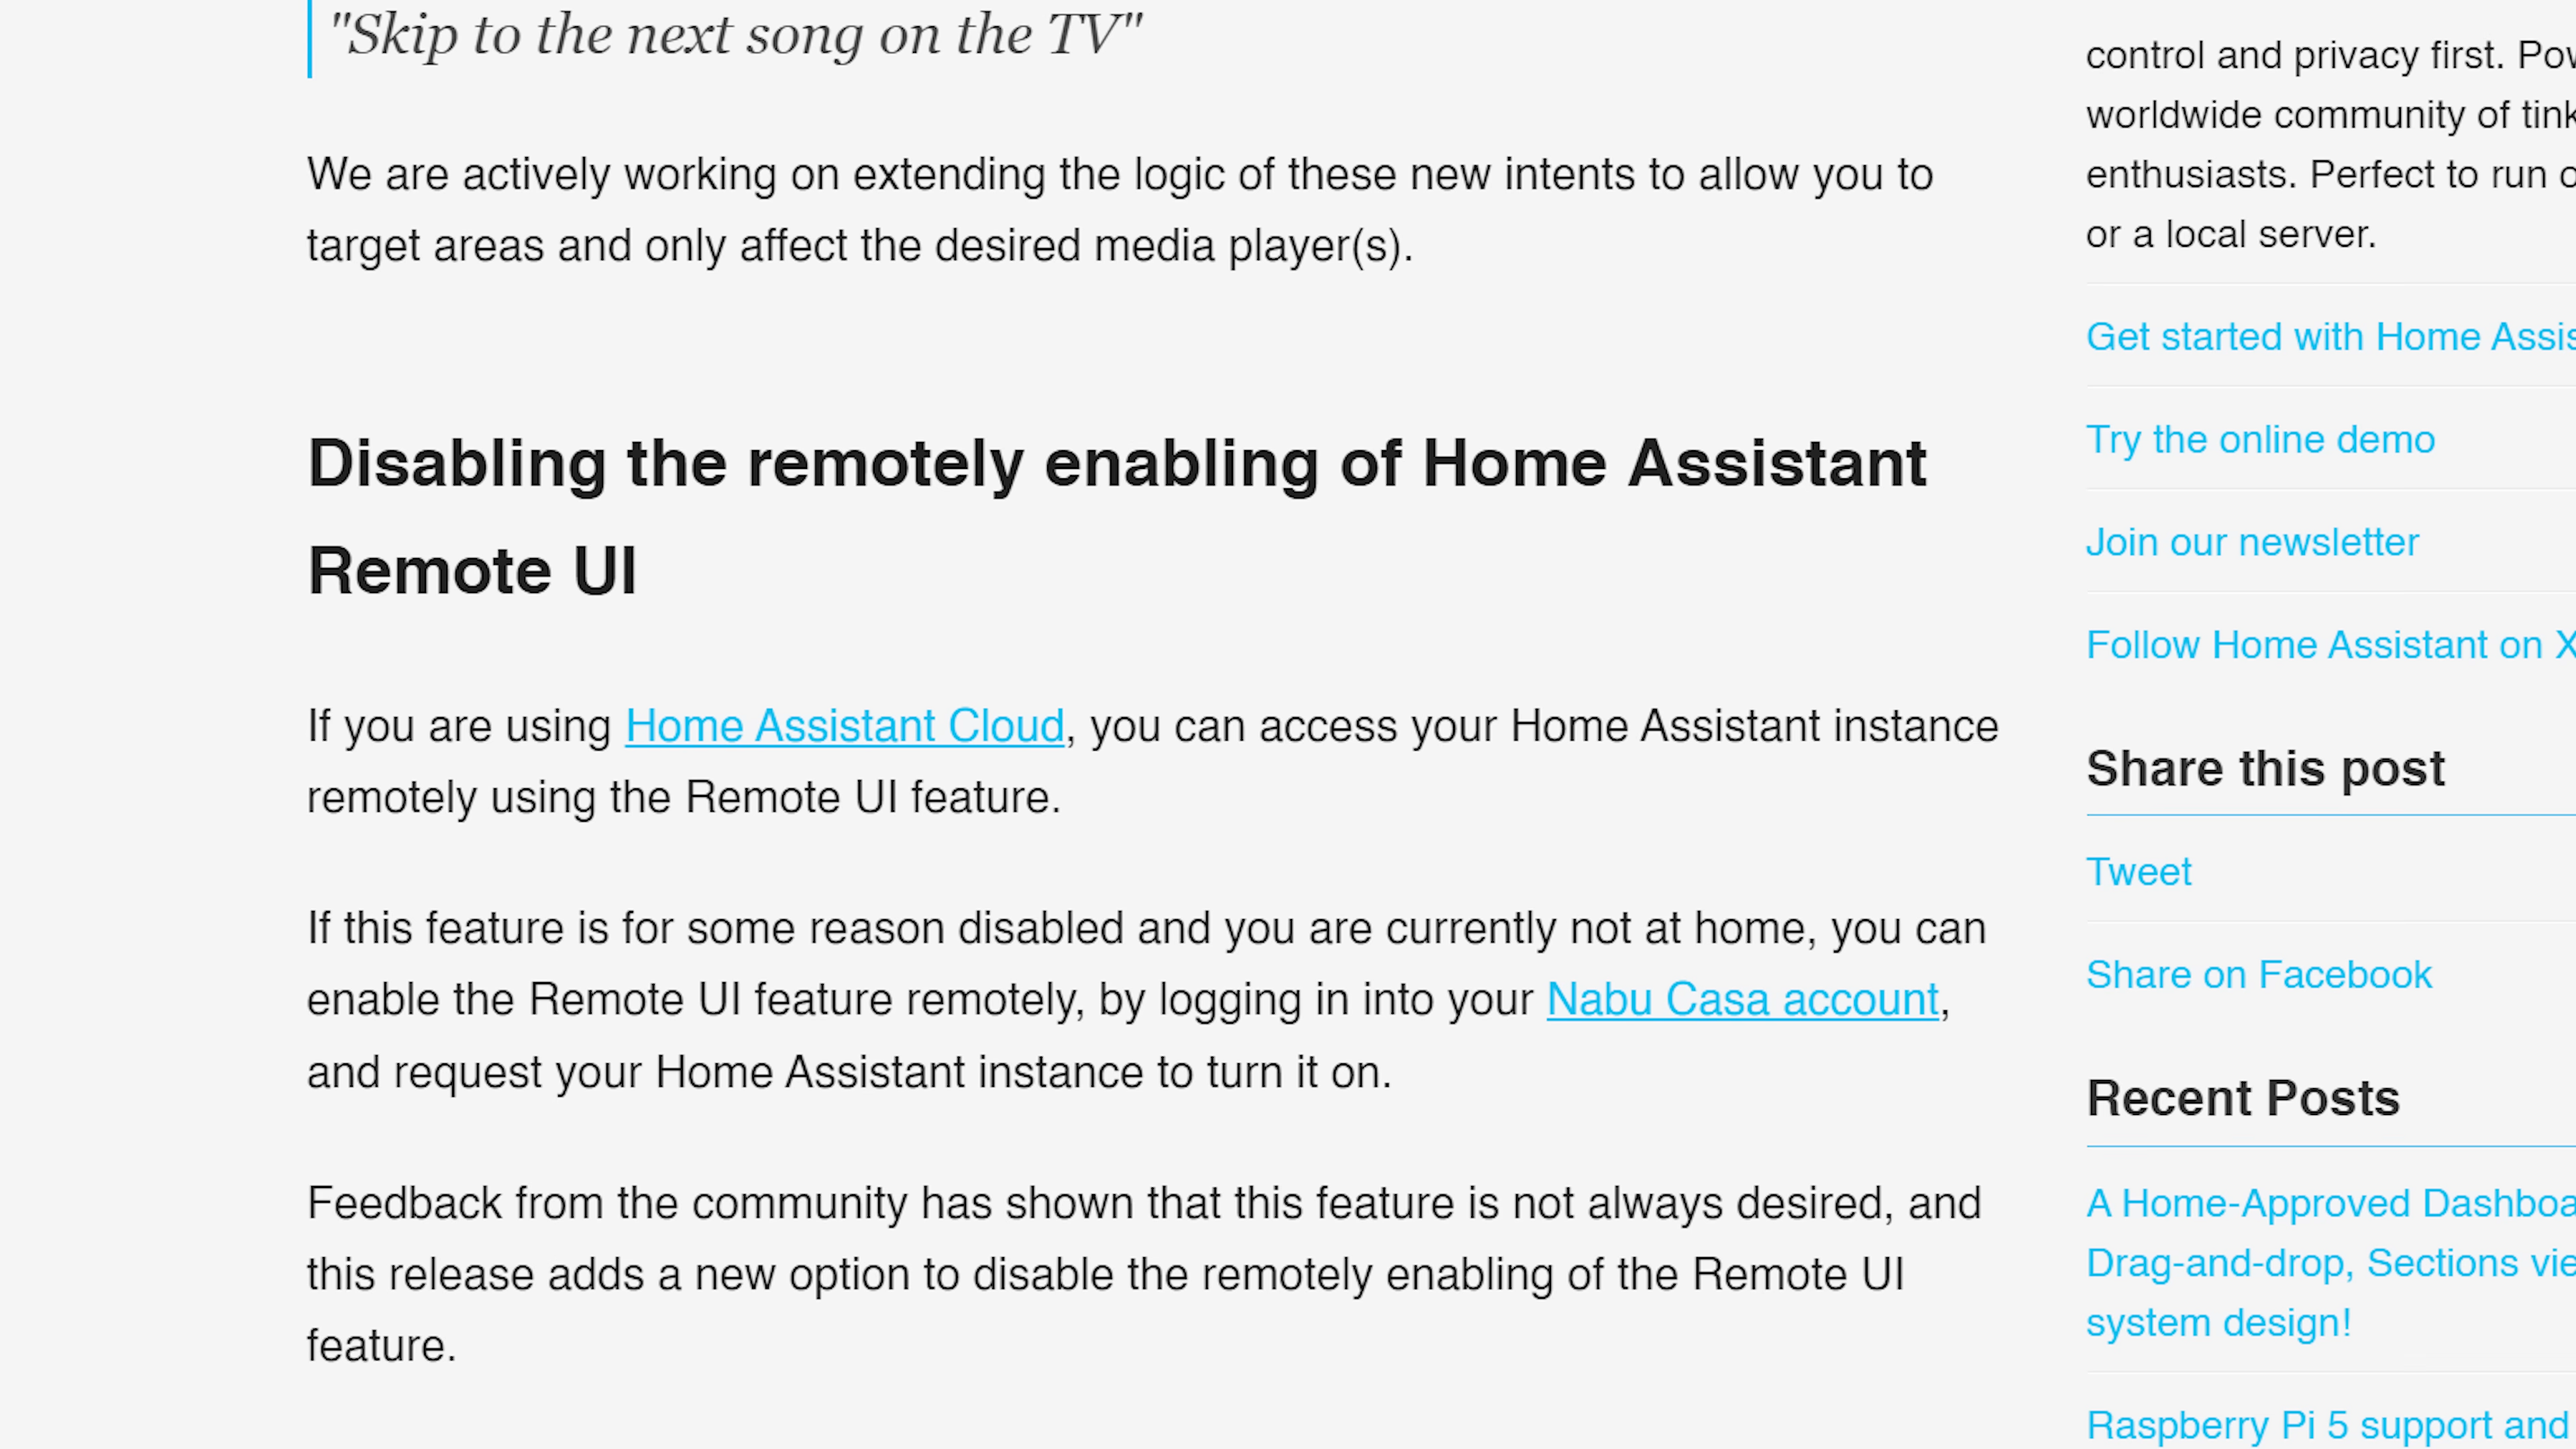 "Skip to the next song on the TV"
We are actively working on extending the logic of these new intents to allow you to
target areas and only affect the desired media player(s).
Disabling the remotely enabling of Home Assistant
Remote UI
If you are using Home Assistant Cloud, you can access your Home Assistant instance
remotely using the Remote UI feature.
If this feature is for some reason disabled and you are currently not at home, you can
enable the Remote UI feature remotely, by logging in into your Nabu Casa account,
and request your Home Assistant instance to turn it on.
Feedback from the community has shown that this feature is not always desired, and
this release adds a new option to disable the remotely enabling of the Remote UI
feature.
control and privacy first.
worldwide community of
enthusiasts. Perfect to run
or a local server.
Get started with Home
Try the online demo
Join our newsletter
Follow Home Assistant on X
Share this post
Tweet
Share on Facebook
Recent Posts
A Home-Approved
Drag-and-drop, Sections
system design!
Raspberry Pi 5 support and